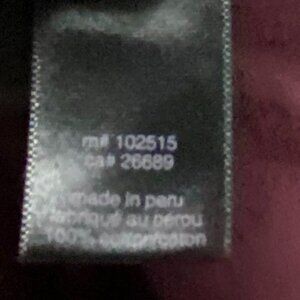 rn# 102515
ca# 26689
made in peru
fabriqué au pérou
100%